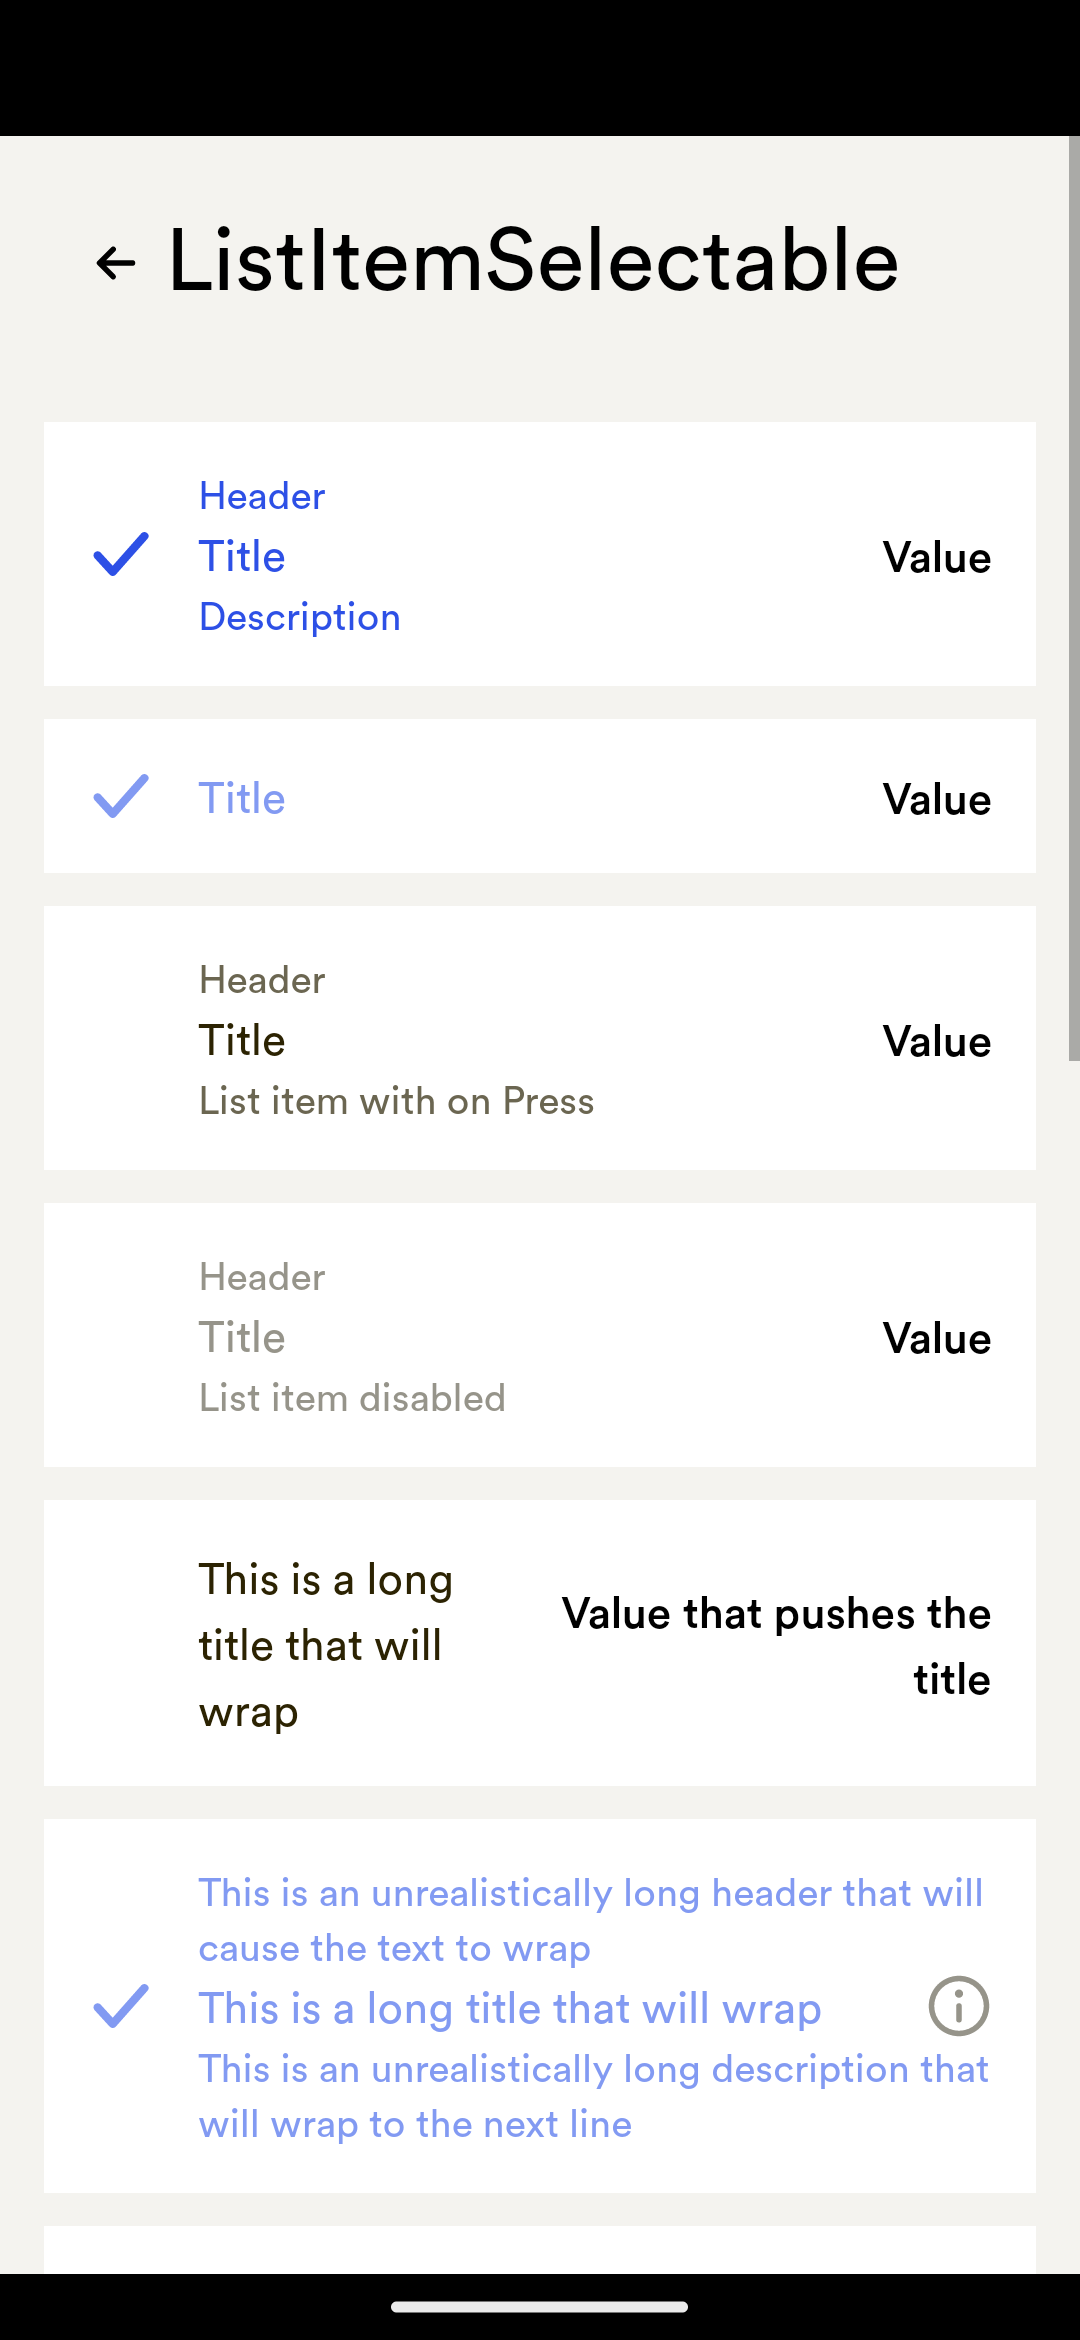 ListItemSelectable
Header
Title
Description
Value
Title
Value
Header
Title
List item with on Press
Value
Header
Title
List item disabled
Value
This is a long
title that will
wrap
Value that pushes the
title
This is an unrealistically long header that will
cause the text to wrap
This is a long title that will wrap
This is an unrealistically long description that
will wrap to the next line